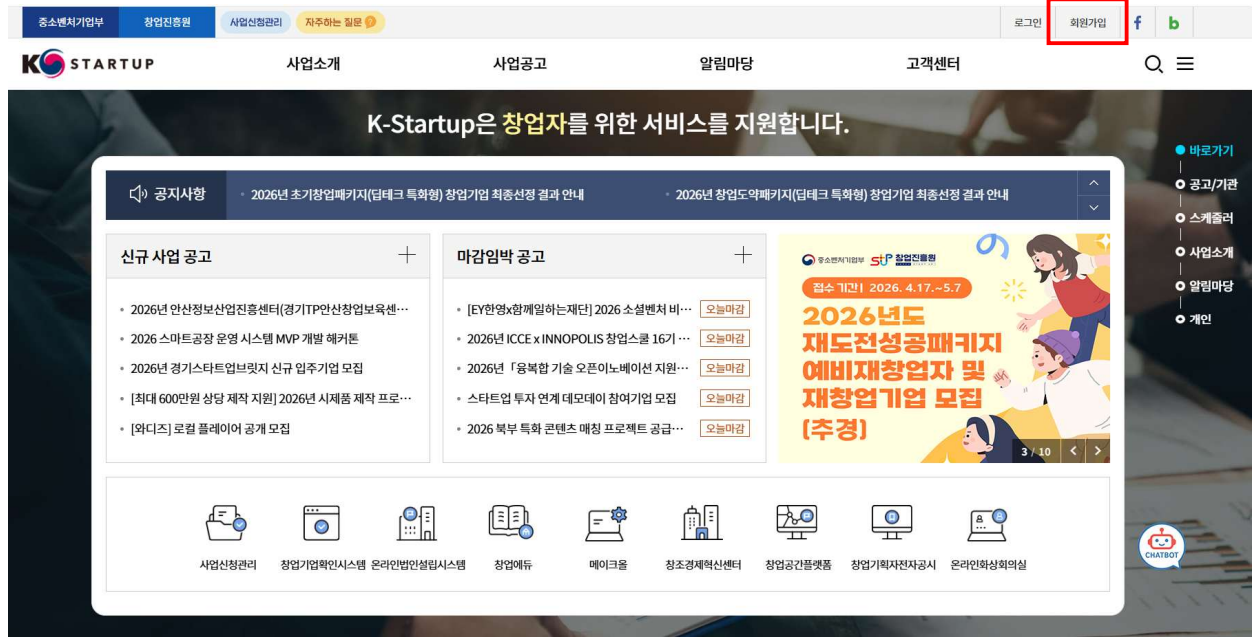 중소벤처기업부 창업진흥원 사업신청관리 자주하는 질문 로그인 회원가입 f b
K STARTUP 사업소개 사업공고 알림마당 고객센터
K-Startup은 창업자를 위한 서비스를 지원합니다.
바로가기
공고/기관
스케줄러
사업소개
알림마당
개인
공지사항 2026년 초기창업패키지(딥테크 특화형) 창업기업 최종선정 결과 안내 2026년 창업도약패키지(딥테크 특화형) 창업기업 최종선정 결과 안내
신규 사업 공고
2026년 안산정보산업진흥센터(경기TP안산창업보육센…
2026 스마트공장 운영 시스템 MVP 개발 해커톤
2026년 경기스타트업브릿지 신규 입주기업 모집
[최대 600만원 상당 제작 지원] 2026년 시제품 제작 프로…
[와디즈] 로컬 플레이어 공개 모집
마감임박 공고
[EY한영x함께일하는재단] 2026 소셜벤처 비… 오늘마감
2026년 ICCE x INNOPOLIS 창업스쿨 16기 … 오늘마감
2026년「융복합 기술 오픈이노베이션 지원… 오늘마감
스타트업 투자 연계 데모데이 참여기업 모집 오늘마감
2026 북부 특화 콘텐츠 매칭 프로젝트 공급… 오늘마감
중소벤처기업부 창업진흥원
접수 기간 | 2026. 4.17.~5.7
2026년도
재도전성공패키지
예비재창업자 및
재창업기업 모집
(추경)
3 / 10
사업신청관리 창업기업확인시스템 온라인법인설립시스템 창업에듀 메이크올 창조경제혁신센터 창업공간플랫폼 창업기획자전자공시 온라인화상회의실
CHATBOT